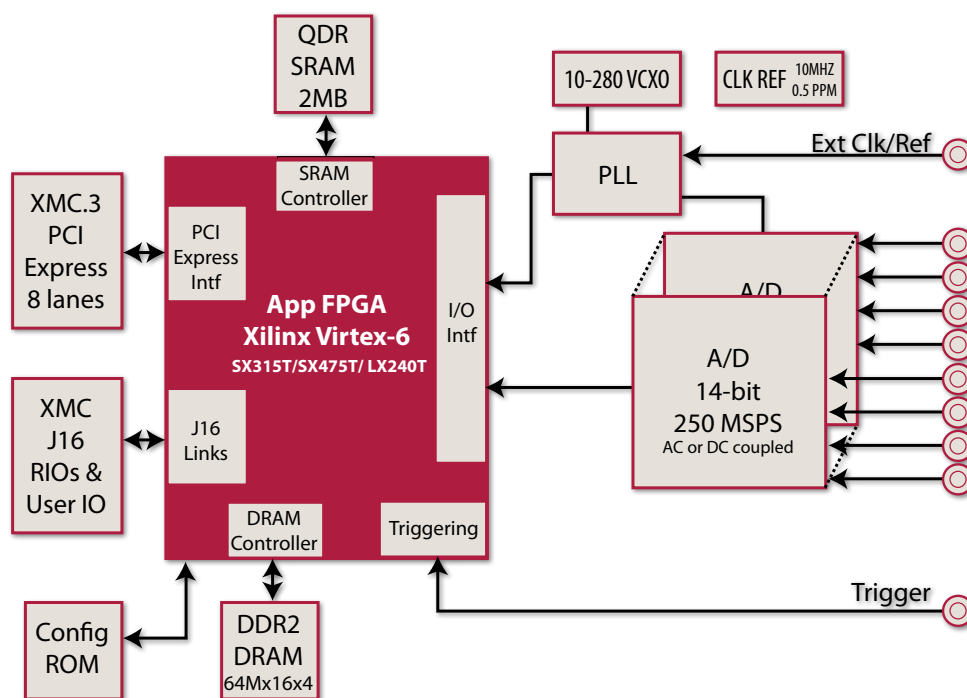 QDR
SRAM
2MB
10-280 VCXO
CLK REF 10MHZ
0.5 PPM
Ext Clk/Ref
PLL
SRAM
Controller
XMC.3
PCI
Express
8 lanes
PCI
Express
Intf
App FPGA
Xilinx Virtex-6
SX315T/SX475T/ LX240T
I/O
Intf
A/D
A/D
14-bit
250 MSPS
AC or DC coupled
XMC
J16
RIOs &
User IO
J16
Links
DRAM
Controller
Triggering
Trigger
Config
ROM
DDR2
DRAM
64Mx16x4